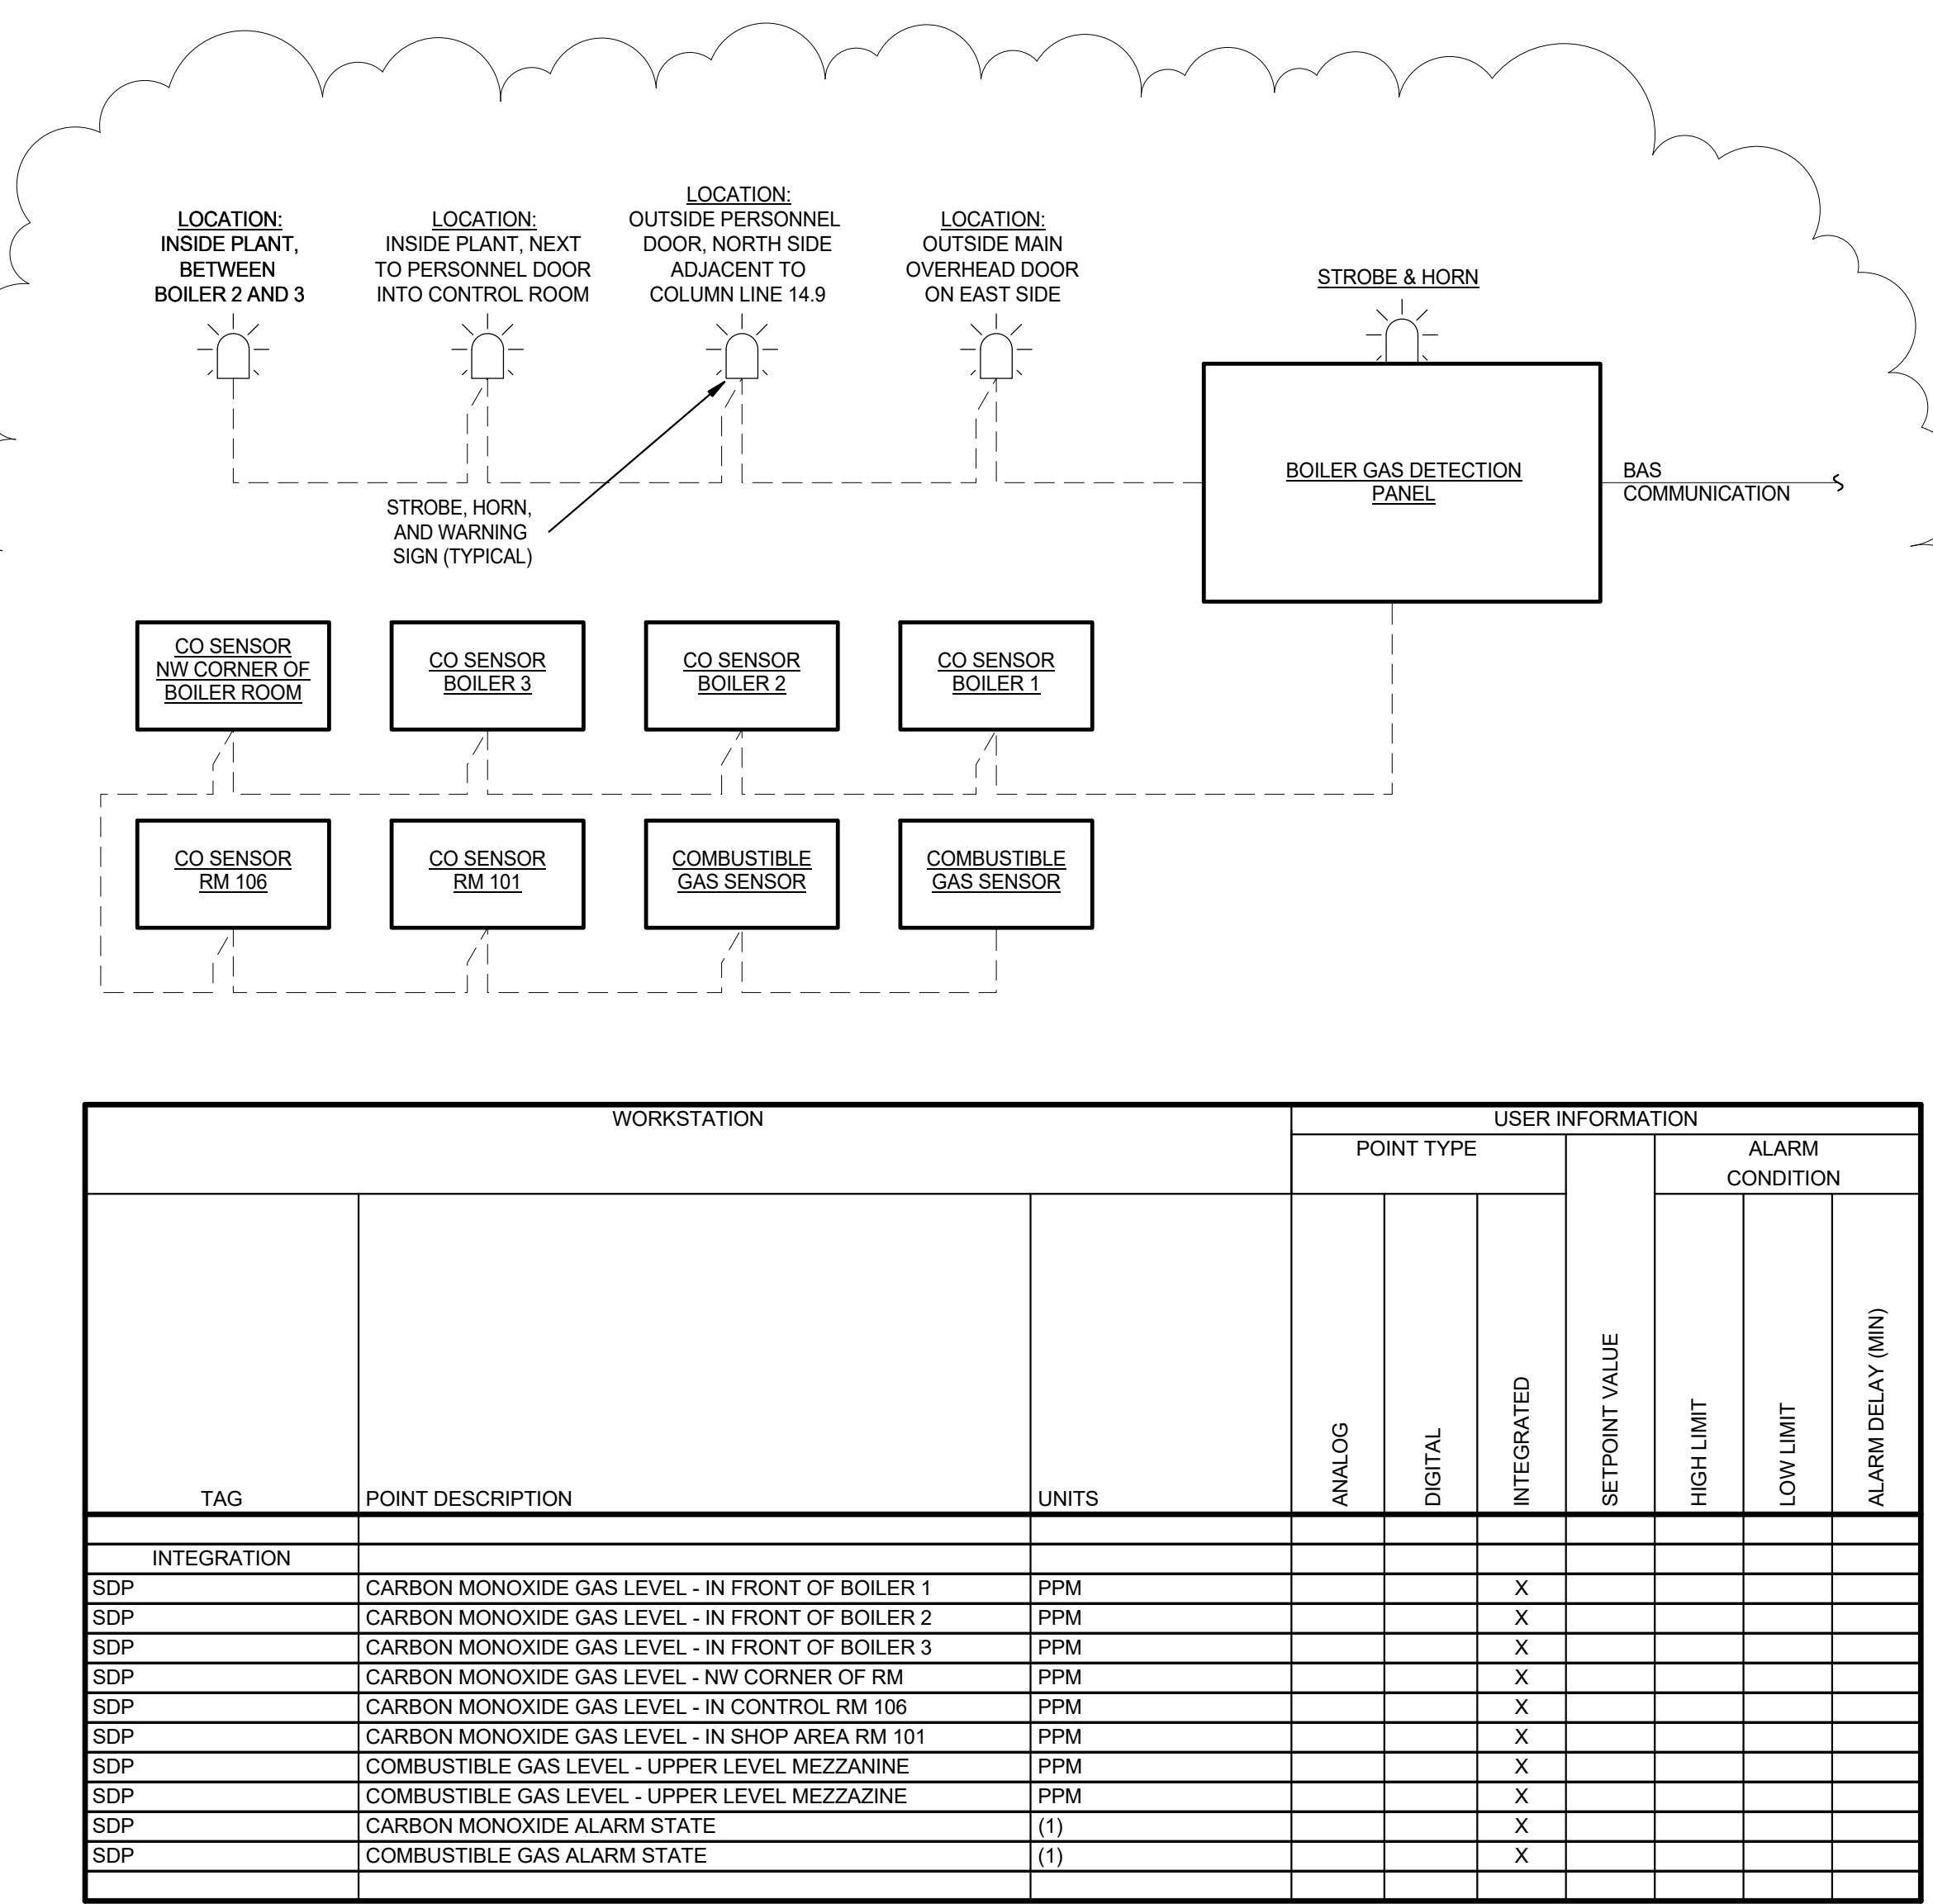 LOCATION:
INSIDE PLANT,
BETWEEN
BOILER 2 AND 3
LOCATION:
INSIDE PLANT, NEXT
TO PERSONNEL DOOR
INTO CONTROL ROOM
LOCATION:
OUTSIDE PERSONNEL
DOOR, NORTH SIDE
ADJACENT TO
COLUMN LINE 14.9
LOCATION:
OUTSIDE MAIN
OVERHEAD DOOR
ON EAST SIDE
STROBE & HORN
BOILER GAS DETECTION
PANEL
BAS
COMMUNICATION
STROBE, HORN,
AND WARNING
SIGN (TYPICAL)
CO SENSOR
NW CORNER OF
BOILER ROOM
CO SENSOR
BOILER 3
CO SENSOR
BOILER 2
CO SENSOR
BOILER 1
CO SENSOR
RM 106
CO SENSOR
RM 101
COMBUSTIBLE
GAS SENSOR
COMBUSTIBLE
GAS SENSOR
WORKSTATION USER INFORMATION
POINT TYPE ALARM
CONDITION
TAG POINT DESCRIPTION UNITS ANALOG DIGITAL INTEGRATED SETPOINT VALUE HIGH LIMIT LOW LIMIT ALARM DELAY (MIN)
INTEGRATION
SDP CARBON MONOXIDE GAS LEVEL - IN FRONT OF BOILER 1 PPM X
SDP CARBON MONOXIDE GAS LEVEL - IN FRONT OF BOILER 2 PPM X
SDP CARBON MONOXIDE GAS LEVEL - IN FRONT OF BOILER 3 PPM X
SDP CARBON MONOXIDE GAS LEVEL - NW CORNER OF RM PPM X
SDP CARBON MONOXIDE GAS LEVEL - IN CONTROL RM 106 PPM X
SDP CARBON MONOXIDE GAS LEVEL - IN SHOP AREA RM 101 PPM X
SDP COMBUSTIBLE GAS LEVEL - UPPER LEVEL MEZZANINE PPM X
SDP COMBUSTIBLE GAS LEVEL - UPPER LEVEL MEZZAZINE PPM X
SDP CARBON MONOXIDE ALARM STATE (1) X
SDP COMBUSTIBLE GAS ALARM STATE (1) X